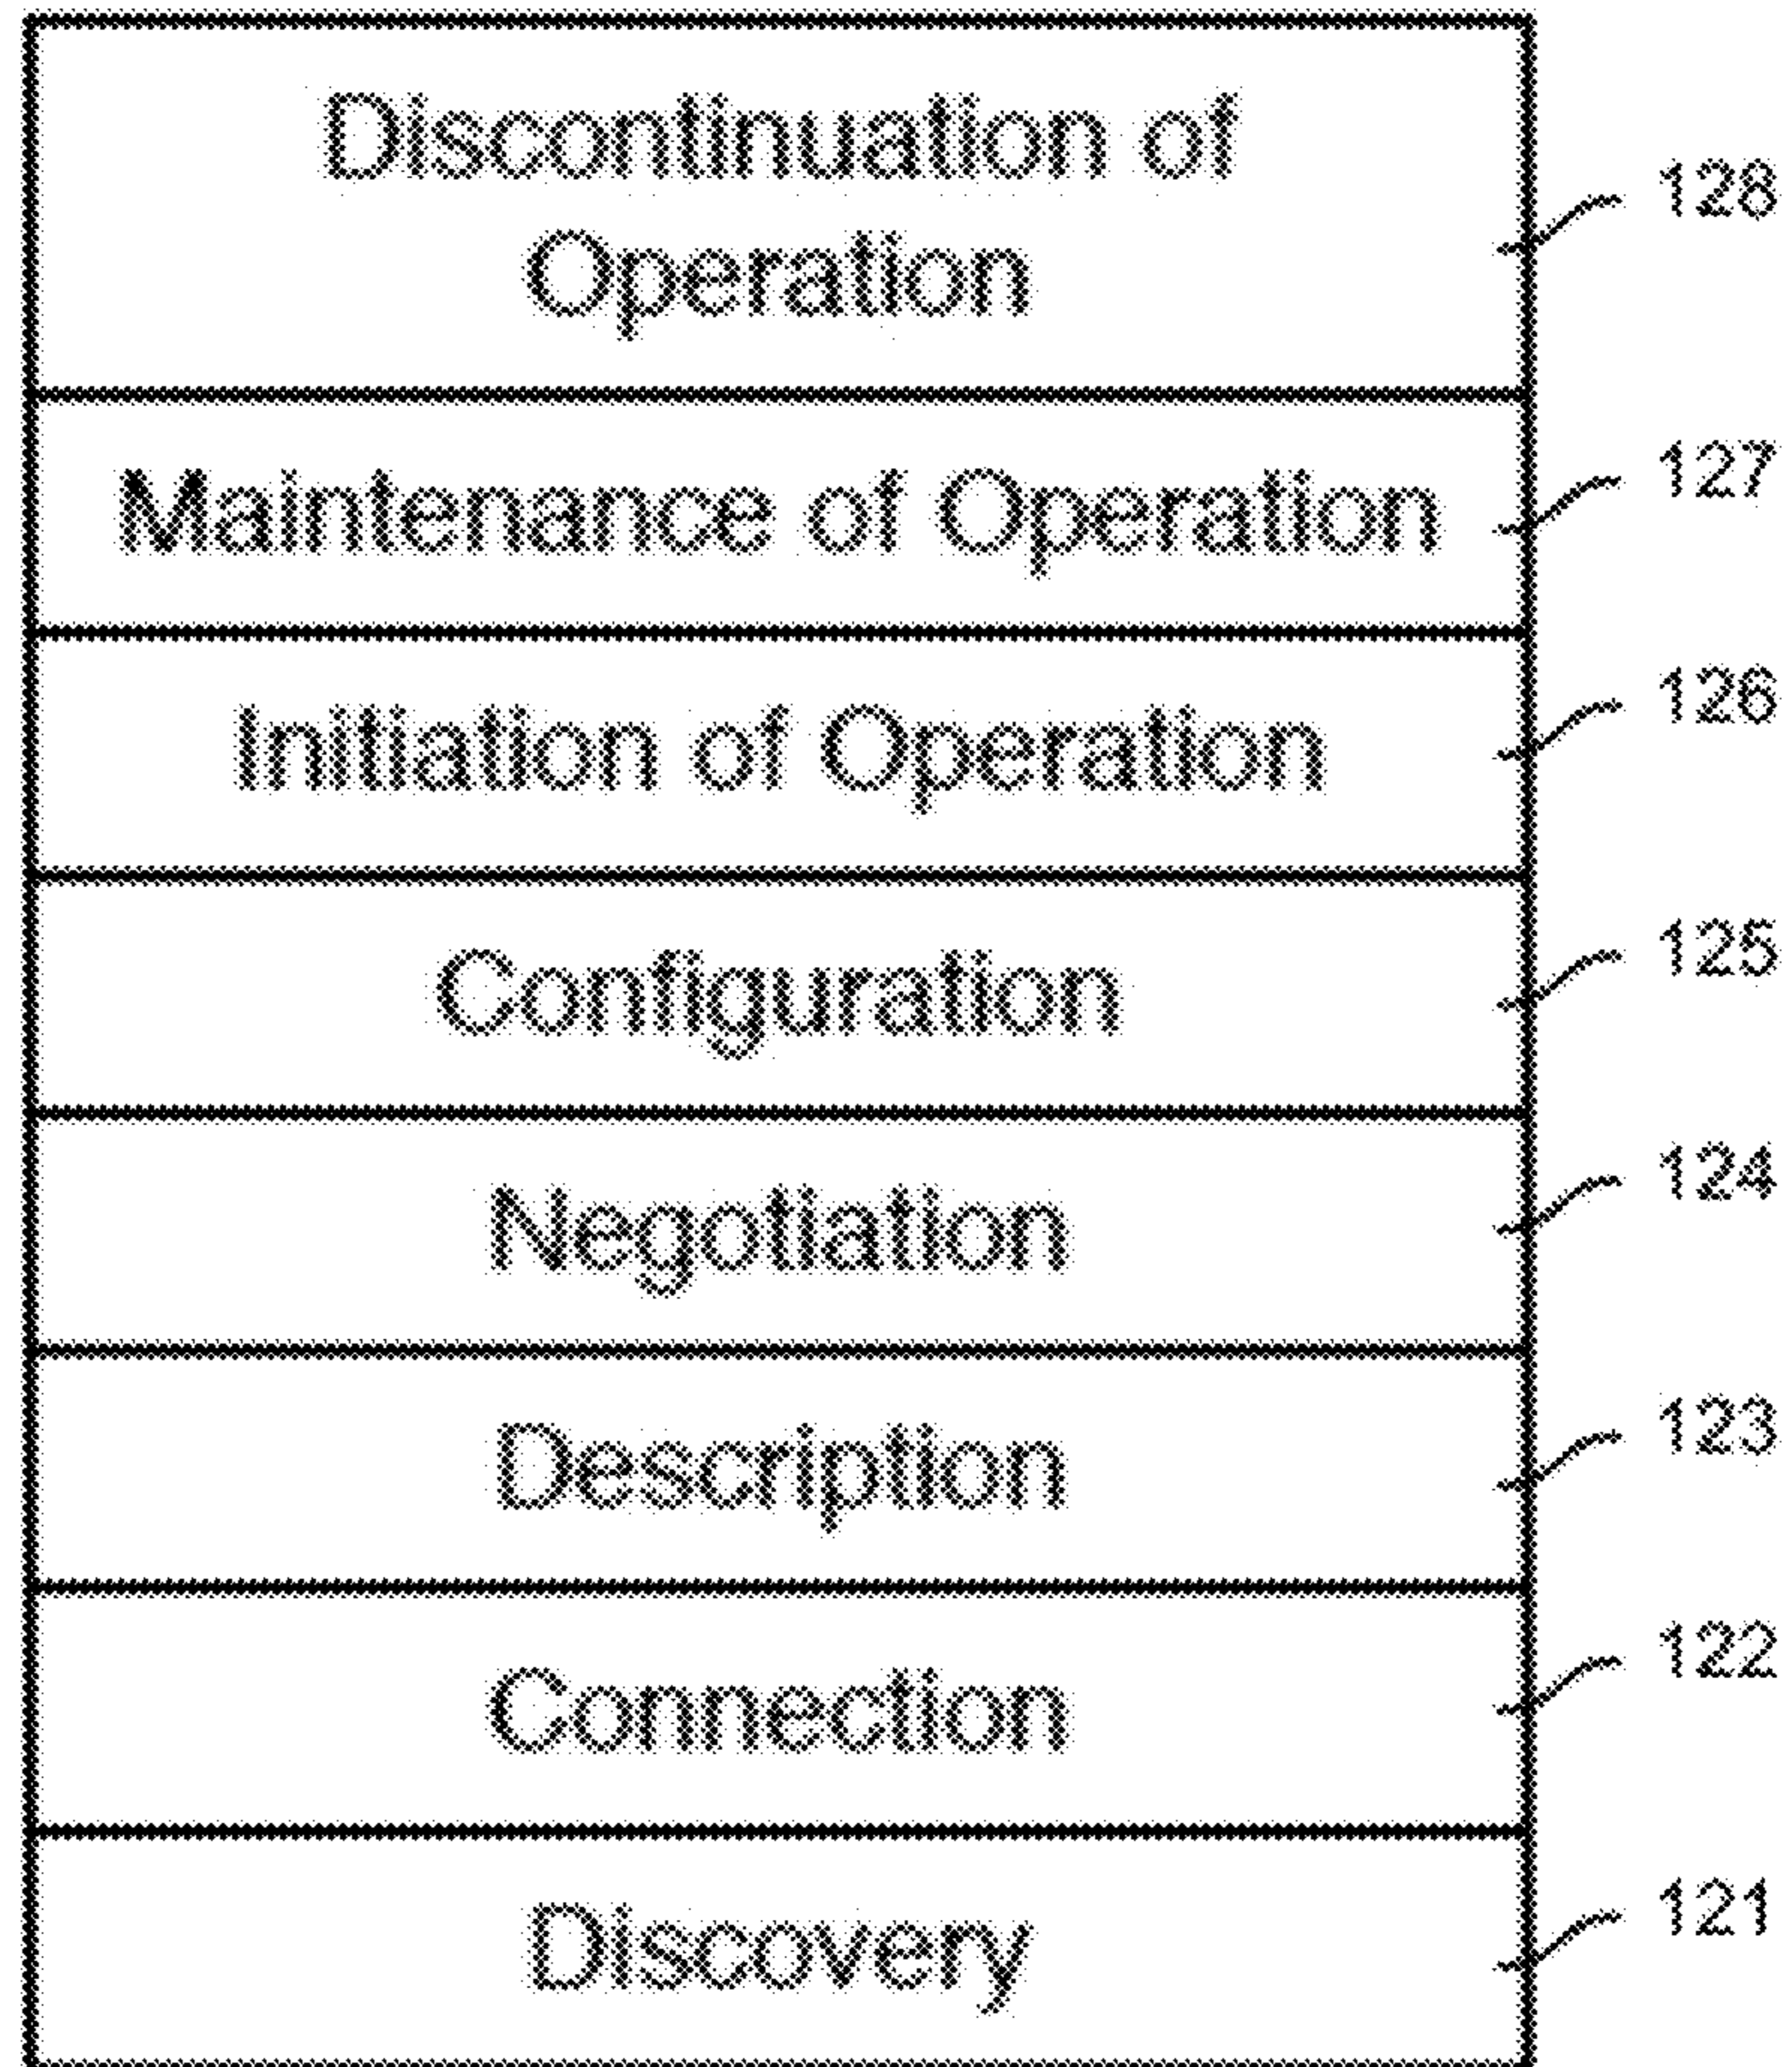 Discontinuation of
Operation
128
Maintenance of Operation
127
Initiation of Operation
126
Configuration
125
Negotiation
124
Description
123
Connection
122
Discovery
121